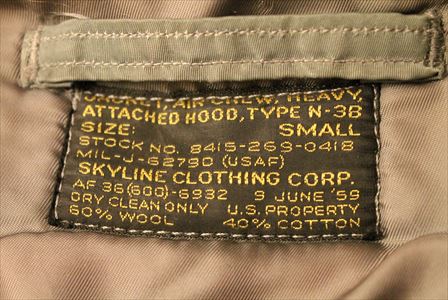 JACKET, AIR CREW, HEAVY,
ATTACHED HOOD, TYPE N-3B
SIZE: SMALL
STOCK NO. 8415-269-0418
MIL-J-6279D (USAF)
SKYLINE CLOTHING CORP.
AF 36(600)-6932 9 JUNE '59
DRY CLEAN ONLY U.S. PROPERTY
60% WOOL 40% COTTON